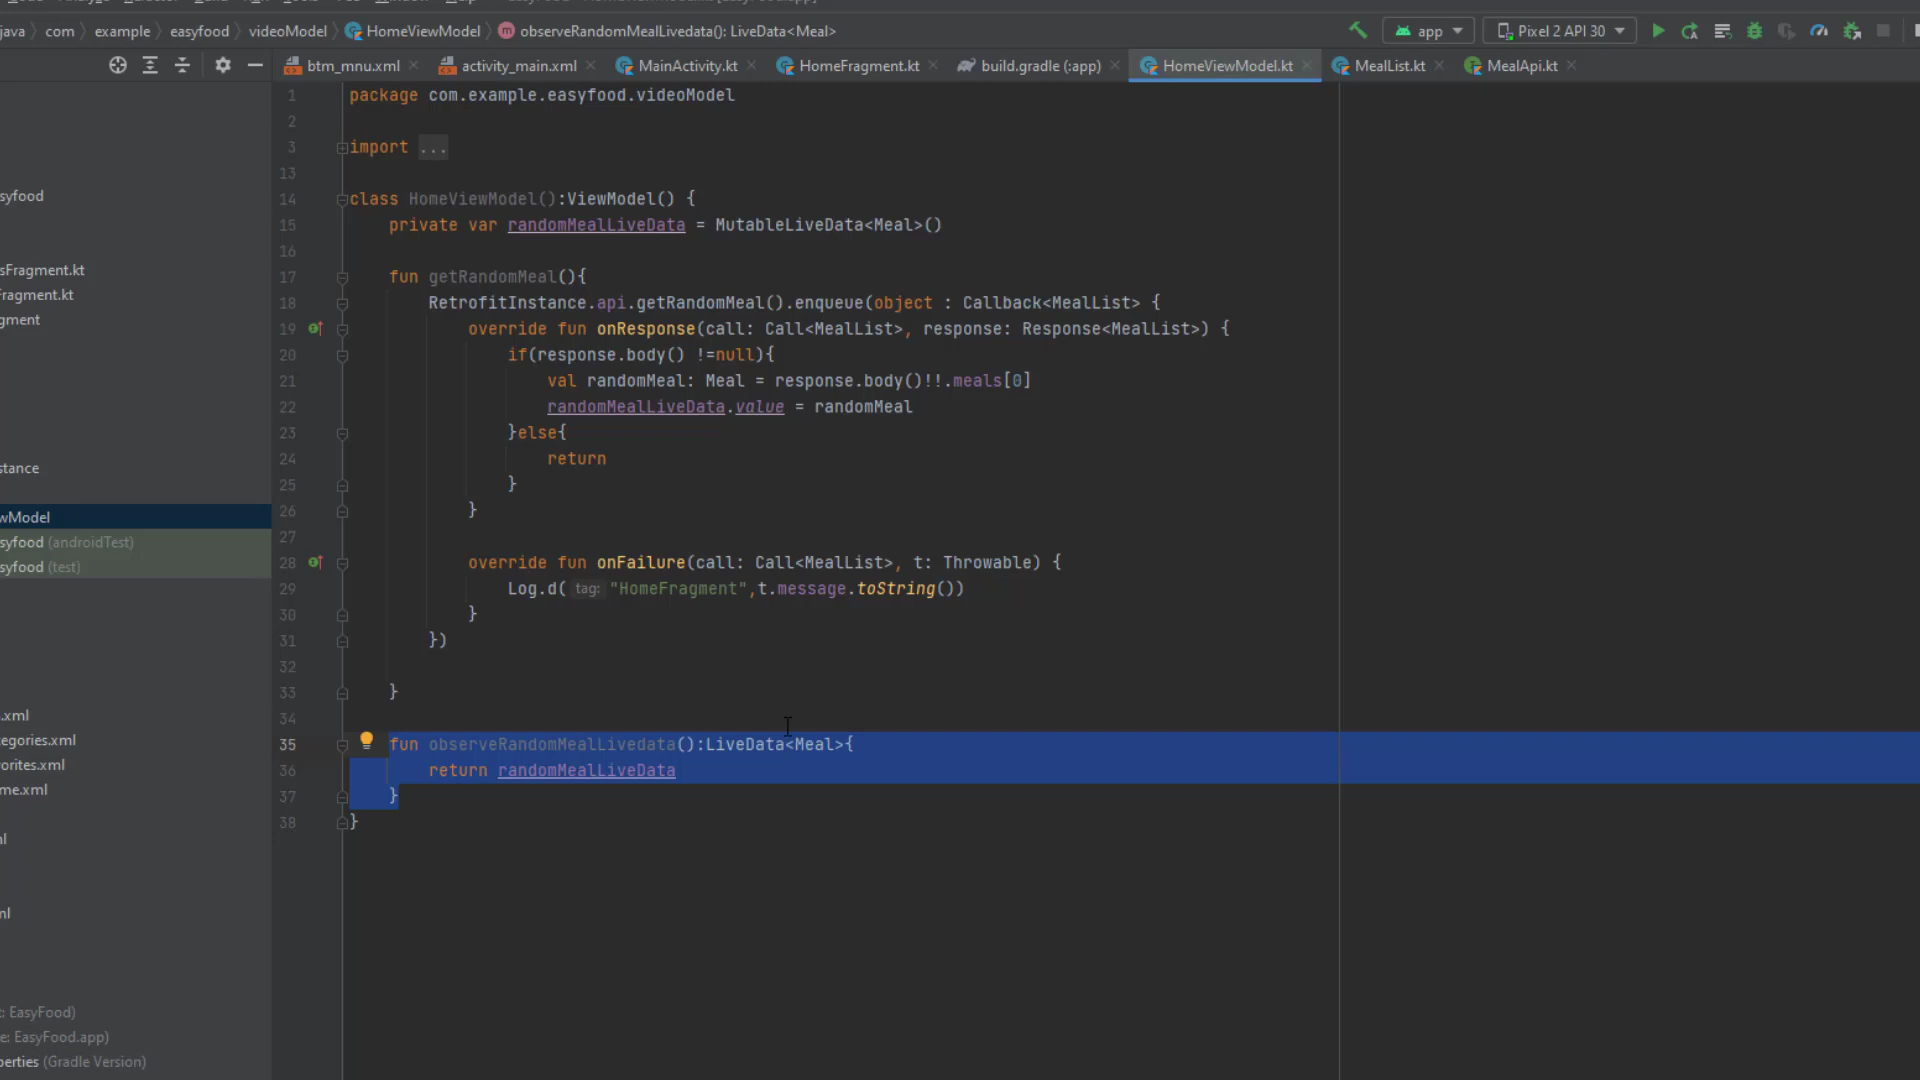 java com example easyfood videoModel HomeViewModel observeRandomMealLivedata(): LiveData<Meal> app Pixel 2 API 30
btm_mnu.xml activity_main.xml MainActivity.kt HomeFragment.kt build.gradle (:app) HomeViewModel.kt MealList.kt MealApi.kt
1 package com.example.easyfood.videoModel
2
3 import ...
13
14 class HomeViewModel():ViewModel() {
15 private var randomMealLiveData = MutableLiveData<Meal>()
16
17 fun getRandomMeal(){
18 RetrofitInstance.api.getRandomMeal().enqueue(object : Callback<MealList> {
19 override fun onResponse(call: Call<MealList>, response: Response<MealList>) {
20 if(response.body() !=null){
21 val randomMeal: Meal = response.body()!!.meals[0]
22 randomMealLiveData.value = randomMeal
23 }else{
24 return
25 }
26 }
27
28 override fun onFailure(call: Call<MealList>, t: Throwable) {
29 Log.d( tag: "HomeFragment",t.message.toString())
30 }
31 })
32
33 }
34
35 fun observeRandomMealLivedata():LiveData<Meal>{
36 return randomMealLiveData
37 }
38 }
syfood
sFragment.kt
Fragment.kt
gment
stance
wModel
syfood (androidTest)
syfood (test)
.xml
egories.xml
orites.xml
me.xml
ml
ml
: EasyFood)
e: EasyFood.app)
perties (Gradle Version)